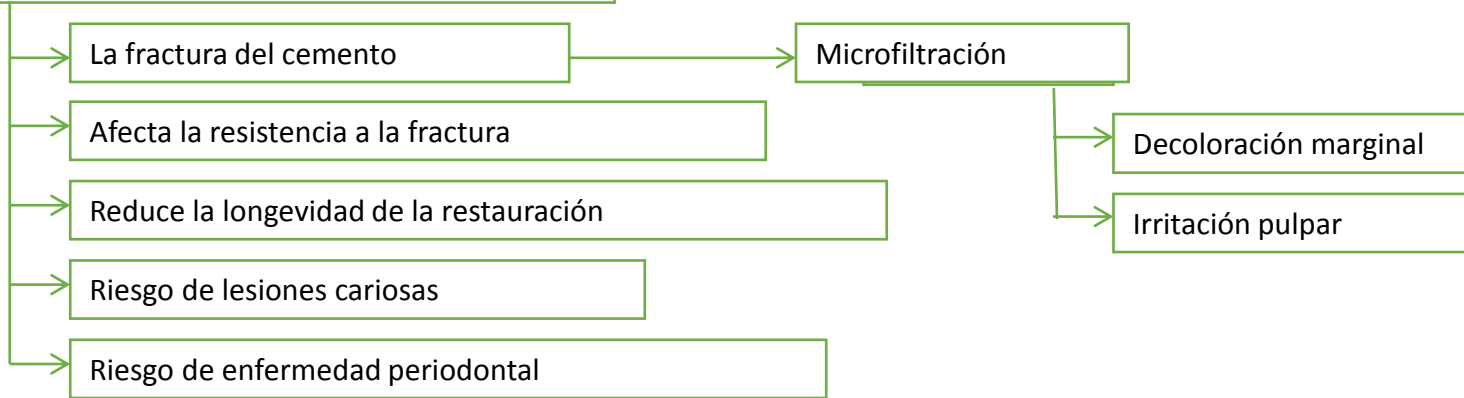 La fractura del cemento
Microfiltración
Afecta la resistencia a la fractura
Decoloración marginal
Reduce la longevidad de la restauración
Irritación pulpar
Riesgo de lesiones cariosas
Riesgo de enfermedad periodontal